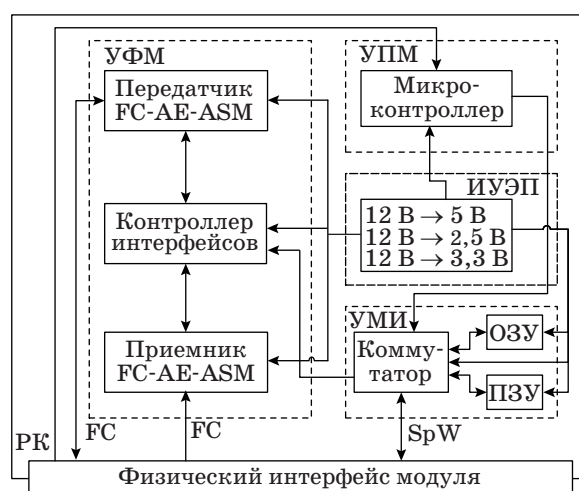 УФМ
Передатчик
FC-AE-ASM
Контроллер
интерфейсов
Приемник
FC-AE-ASM
УПМ
Микро-
контроллер
ИУЭП
12 В → 5 В
12 В → 2,5 В
12 В → 3,3 В
УМИ
Комму-
татор
ОЗУ
ПЗУ
РК
FC
FC
SpW
Физический интерфейс модуля